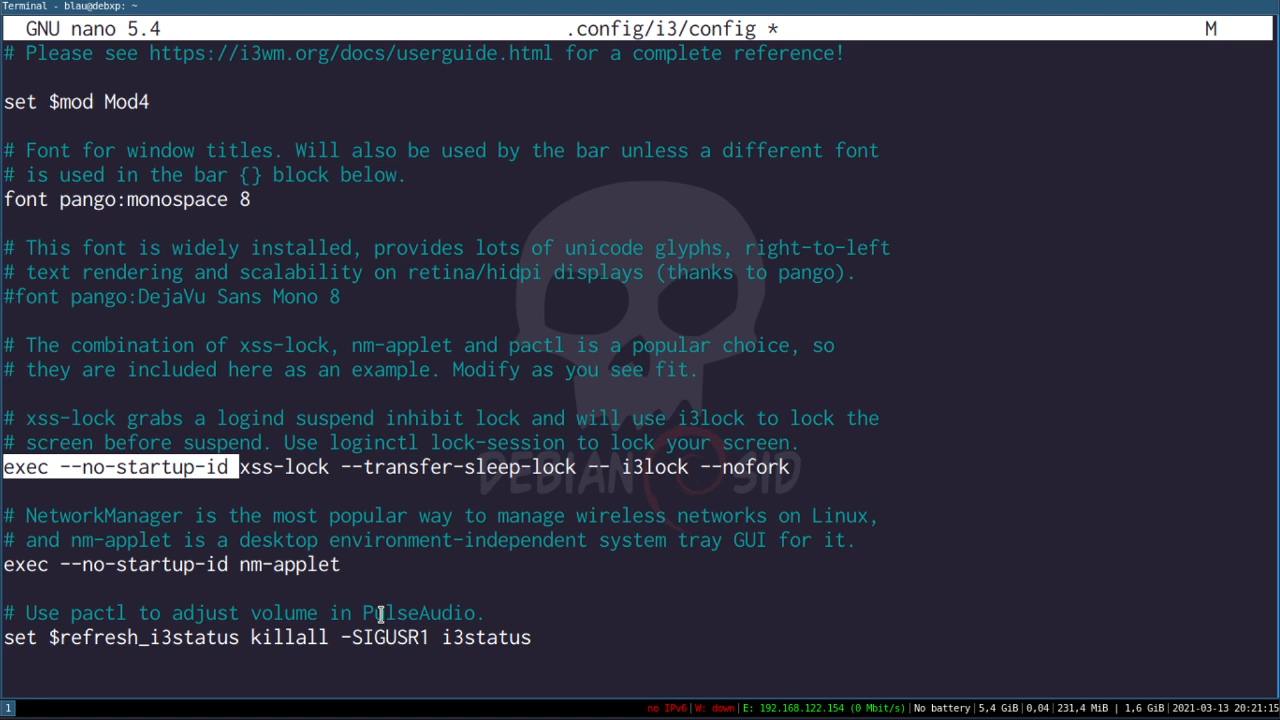 Terminal - blau@debxp: ~
GNU nano 5.4 .config/i3/config * M
# Please see https://i3wm.org/docs/userguide.html for a complete reference!
set $mod Mod4
# Font for window titles. Will also be used by the bar unless a different font
# is used in the bar {} block below.
font pango:monospace 8
# This font is widely installed, provides lots of unicode glyphs, right-to-left
# text rendering and scalability on retina/hidpi displays (thanks to pango).
#font pango:DejaVu Sans Mono 8
# The combination of xss-lock, nm-applet and pactl is a popular choice, so
# they are included here as an example. Modify as you see fit.
# xss-lock grabs a logind suspend inhibit lock and will use i3lock to lock the
# screen before suspend. Use loginctl lock-session to lock your screen.
exec --no-startup-id xss-lock --transfer-sleep-lock -- i3lock --nofork
DEBIAN SID
# NetworkManager is the most popular way to manage wireless networks on Linux,
# and nm-applet is a desktop environment-independent system tray GUI for it.
exec --no-startup-id nm-applet
# Use pactl to adjust volume in PulseAudio.
set $refresh_i3status killall -SIGUSR1 i3status
1 no IPv6|W: down|E: 192.168.122.154 (0 Mbit/s)|No battery|5,4 GiB|0,04|231,4 MiB | 1,6 GiB|2021-03-13 20:21:15